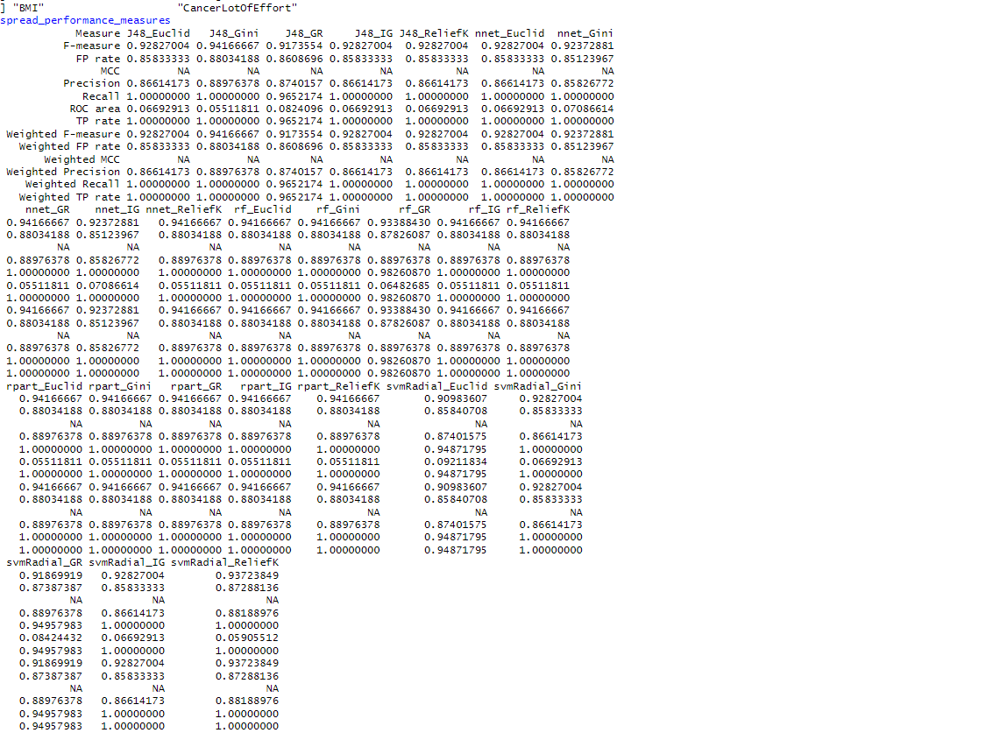 ] "BMI" "CancerLotOfEffort"
spread_performance_measures
Measure J48_Euclid J48_Gini J48_GR J48_IG J48_ReliefK nnet_Euclid nnet_Gini
F-measure 0.92827004 0.94166667 0.9173554 0.92827004 0.92827004 0.92827004 0.92372881
FP rate 0.85833333 0.88034188 0.8608696 0.85833333 0.85833333 0.85833333 0.85123967
MCC NA NA NA NA NA NA NA
Precision 0.86614173 0.88976378 0.8740157 0.86614173 0.86614173 0.86614173 0.85826772
Recall 1.00000000 1.00000000 0.9652174 1.00000000 1.00000000 1.00000000 1.00000000
ROC area 0.06692913 0.05511811 0.0824096 0.06692913 0.06692913 0.06692913 0.07086614
TP rate 1.00000000 1.00000000 0.9652174 1.00000000 1.00000000 1.00000000 1.00000000
Weighted F-measure 0.92827004 0.94166667 0.9173554 0.92827004 0.92827004 0.92827004 0.92372881
Weighted FP rate 0.85833333 0.88034188 0.8608696 0.85833333 0.85833333 0.85833333 0.85123967
Weighted MCC NA NA NA NA NA NA NA
Weighted Precision 0.86614173 0.88976378 0.8740157 0.86614173 0.86614173 0.86614173 0.85826772
Weighted Recall 1.00000000 1.00000000 0.9652174 1.00000000 1.00000000 1.00000000 1.00000000
Weighted TP rate 1.00000000 1.00000000 0.9652174 1.00000000 1.00000000 1.00000000 1.00000000
nnet_GR nnet_IG nnet_ReliefK rf_Euclid rf_Gini rf_GR rf_IG rf_ReliefK
0.94166667 0.92372881 0.94166667 0.94166667 0.94166667 0.93388430 0.94166667 0.94166667
0.88034188 0.85123967 0.88034188 0.88034188 0.88034188 0.87826087 0.88034188 0.88034188
NA NA NA NA NA NA NA NA
0.88976378 0.85826772 0.88976378 0.88976378 0.88976378 0.88976378 0.88976378 0.88976378
1.00000000 1.00000000 1.00000000 1.00000000 1.00000000 0.98260870 1.00000000 1.00000000
0.05511811 0.07086614 0.05511811 0.05511811 0.05511811 0.06482685 0.05511811 0.05511811
1.00000000 1.00000000 1.00000000 1.00000000 1.00000000 0.98260870 1.00000000 1.00000000
0.94166667 0.92372881 0.94166667 0.94166667 0.94166667 0.93388430 0.94166667 0.94166667
0.88034188 0.85123967 0.88034188 0.88034188 0.88034188 0.87826087 0.88034188 0.88034188
NA NA NA NA NA NA NA NA
0.88976378 0.85826772 0.88976378 0.88976378 0.88976378 0.88976378 0.88976378 0.88976378
1.00000000 1.00000000 1.00000000 1.00000000 1.00000000 0.98260870 1.00000000 1.00000000
1.00000000 1.00000000 1.00000000 1.00000000 1.00000000 0.98260870 1.00000000 1.00000000
rpart_Euclid rpart_Gini rpart_GR rpart_IG rpart_ReliefK svmRadial_Euclid svmRadial_Gini
0.94166667 0.94166667 0.94166667 0.94166667 0.94166667 0.90983607 0.92827004
0.88034188 0.88034188 0.88034188 0.88034188 0.88034188 0.85840708 0.85833333
NA NA NA NA NA NA NA
0.88976378 0.88976378 0.88976378 0.88976378 0.88976378 0.87401575 0.86614173
1.00000000 1.00000000 1.00000000 1.00000000 1.00000000 0.94871795 1.00000000
0.05511811 0.05511811 0.05511811 0.05511811 0.05511811 0.09211834 0.06692913
1.00000000 1.00000000 1.00000000 1.00000000 1.00000000 0.94871795 1.00000000
0.94166667 0.94166667 0.94166667 0.94166667 0.94166667 0.90983607 0.92827004
0.88034188 0.88034188 0.88034188 0.88034188 0.88034188 0.85840708 0.85833333
NA NA NA NA NA NA NA
0.88976378 0.88976378 0.88976378 0.88976378 0.88976378 0.87401575 0.86614173
1.00000000 1.00000000 1.00000000 1.00000000 1.00000000 0.94871795 1.00000000
1.00000000 1.00000000 1.00000000 1.00000000 1.00000000 0.94871795 1.00000000
svmRadial_GR svmRadial_IG svmRadial_ReliefK
0.91869919 0.92827004 0.93723849
0.87387387 0.85833333 0.87288136
NA NA NA
0.88976378 0.86614173 0.88188976
0.94957983 1.00000000 1.00000000
0.08424432 0.06692913 0.05905512
0.94957983 1.00000000 1.00000000
0.91869919 0.92827004 0.93723849
0.87387387 0.85833333 0.87288136
NA NA NA
0.88976378 0.86614173 0.88188976
0.94957983 1.00000000 1.00000000
0.94957983 1.00000000 1.00000000